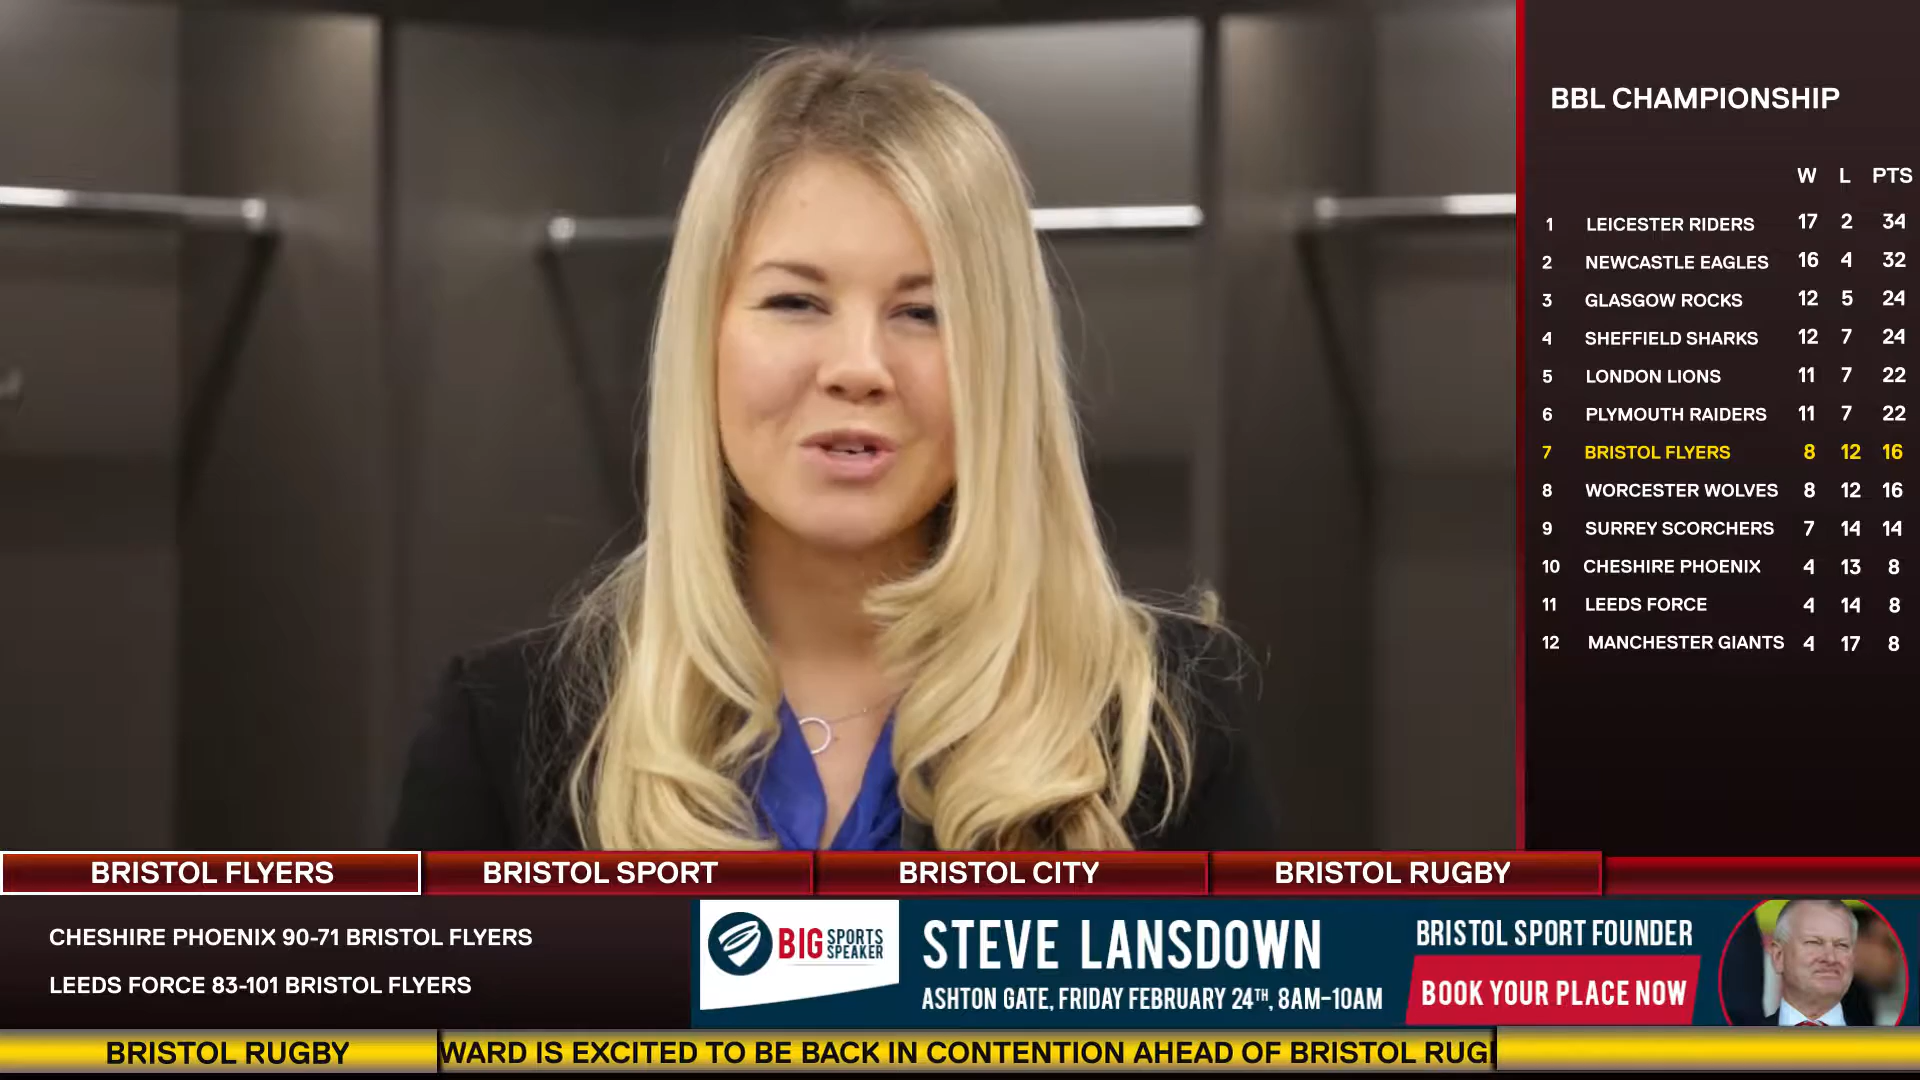 BBL CHAMPIONSHIP
W L PTS
1 LEICESTER RIDERS 17 2 34
2 NEWCASTLE EAGLES 16 4 32
3 GLASGOW ROCKS 12 5 24
4 SHEFFIELD SHARKS 12 7 24
5 LONDON LIONS 11 7 22
6 PLYMOUTH RAIDERS 11 7 22
7 BRISTOL FLYERS 8 12 16
8 WORCESTER WOLVES 8 12 16
9 SURREY SCORCHERS 7 14 14
10 CHESHIRE PHOENIX 4 13 8
11 LEEDS FORCE 4 14 8
12 MANCHESTER GIANTS 4 17 8
BRISTOL FLYERS BRISTOL SPORT BRISTOL CITY BRISTOL RUGBY
CHESHIRE PHOENIX 90-71 BRISTOL FLYERS
LEEDS FORCE 83-101 BRISTOL FLYERS
BIG SPORTS SPEAKER
STEVE LANSDOWN
ASHTON GATE, FRIDAY FEBRUARY 24TH, 8AM-10AM
BRISTOL SPORT FOUNDER
BOOK YOUR PLACE NOW
BRISTOL RUGBY WARD IS EXCITED TO BE BACK IN CONTENTION AHEAD OF BRISTOL RUG